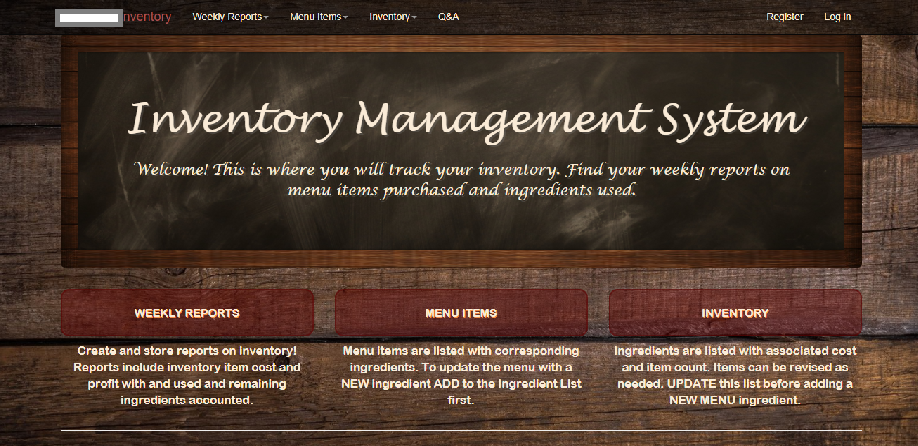 nventory Weekly Reports Menu Items Inventory Q&A Register Log in
Inventory Management System
Welcome! This is where you will track your inventory. Find your weekly reports on
menu items purchased and ingredients used.
WEEKLY REPORTS MENU ITEMS INVENTORY
Create and store reports on inventory!
Reports include inventory item cost and
profit with and used and remaining
ingredients accounted.
Menu items are listed with corresponding
ingredients. To update the menu with a
NEW ingredient ADD to the Ingredient List
first.
Ingredients are listed with associated cost
and item count. Items can be revised as
needed. UPDATE this list before adding a
NEW MENU ingredient.